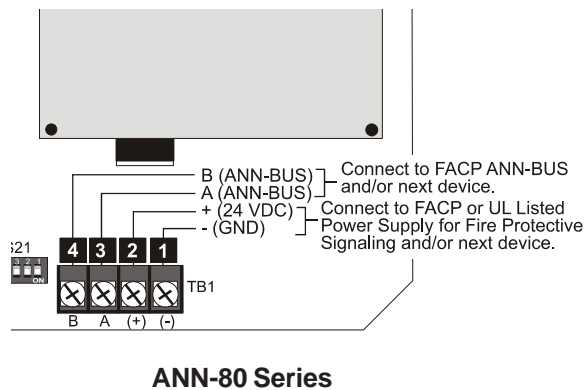 B (ANN-BUS)
A (ANN-BUS)
Connect to FACP ANN-BUS
and/or next device.
+ (24 VDC)
- (GND)
Connect to FACP or UL Listed
Power Supply for Fire Protective
Signaling and/or next device.
S21
3 2 1
ON
4 3 2 1
TB1
B A (+) (-)
ANN-80 Series